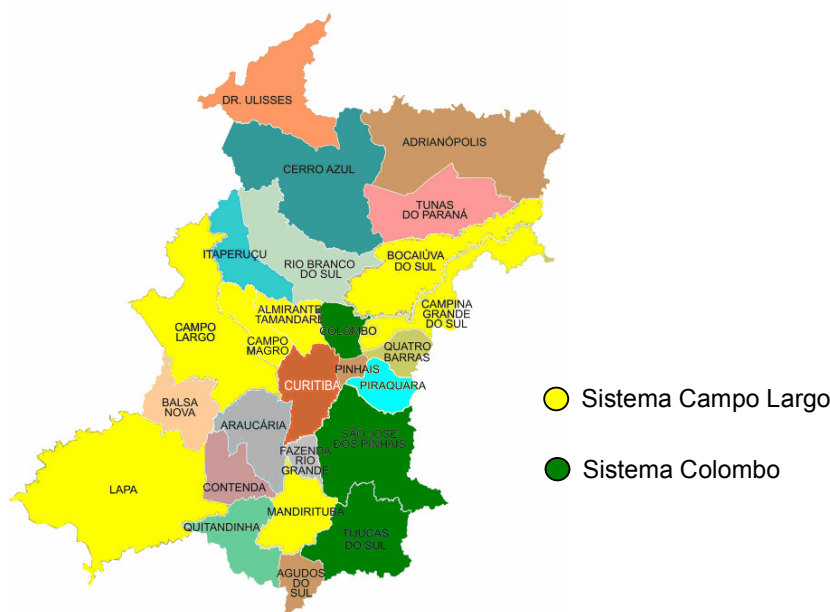 DR. ULISSES
ADRIANÓPOLIS
CERRO AZUL
TUNAS
DO PARANÁ
ITAPERUÇU
RIO BRANCO
DO SUL
BOCAIÚVA
DO SUL
CAMPO
LARGO
ALMIRANTE
TAMANDARÉ
CAMPO
MAGRO
COLOMBO
CAMPINA
GRANDE
DO SUL
QUATRO
BARRAS
PINHAIS
PIRAQUARA
CURITIBA
BALSA
NOVA
ARAUCÁRIA
SÃO JOSÉ
DOS PINHAIS
FAZENDA
RIO
GRANDE
LAPA
CONTENDA
MANDIRITUBA
QUITANDINHA
TIJUCAS
DO SUL
AGUDOS
DO
SUL
Sistema Campo Largo
Sistema Colombo